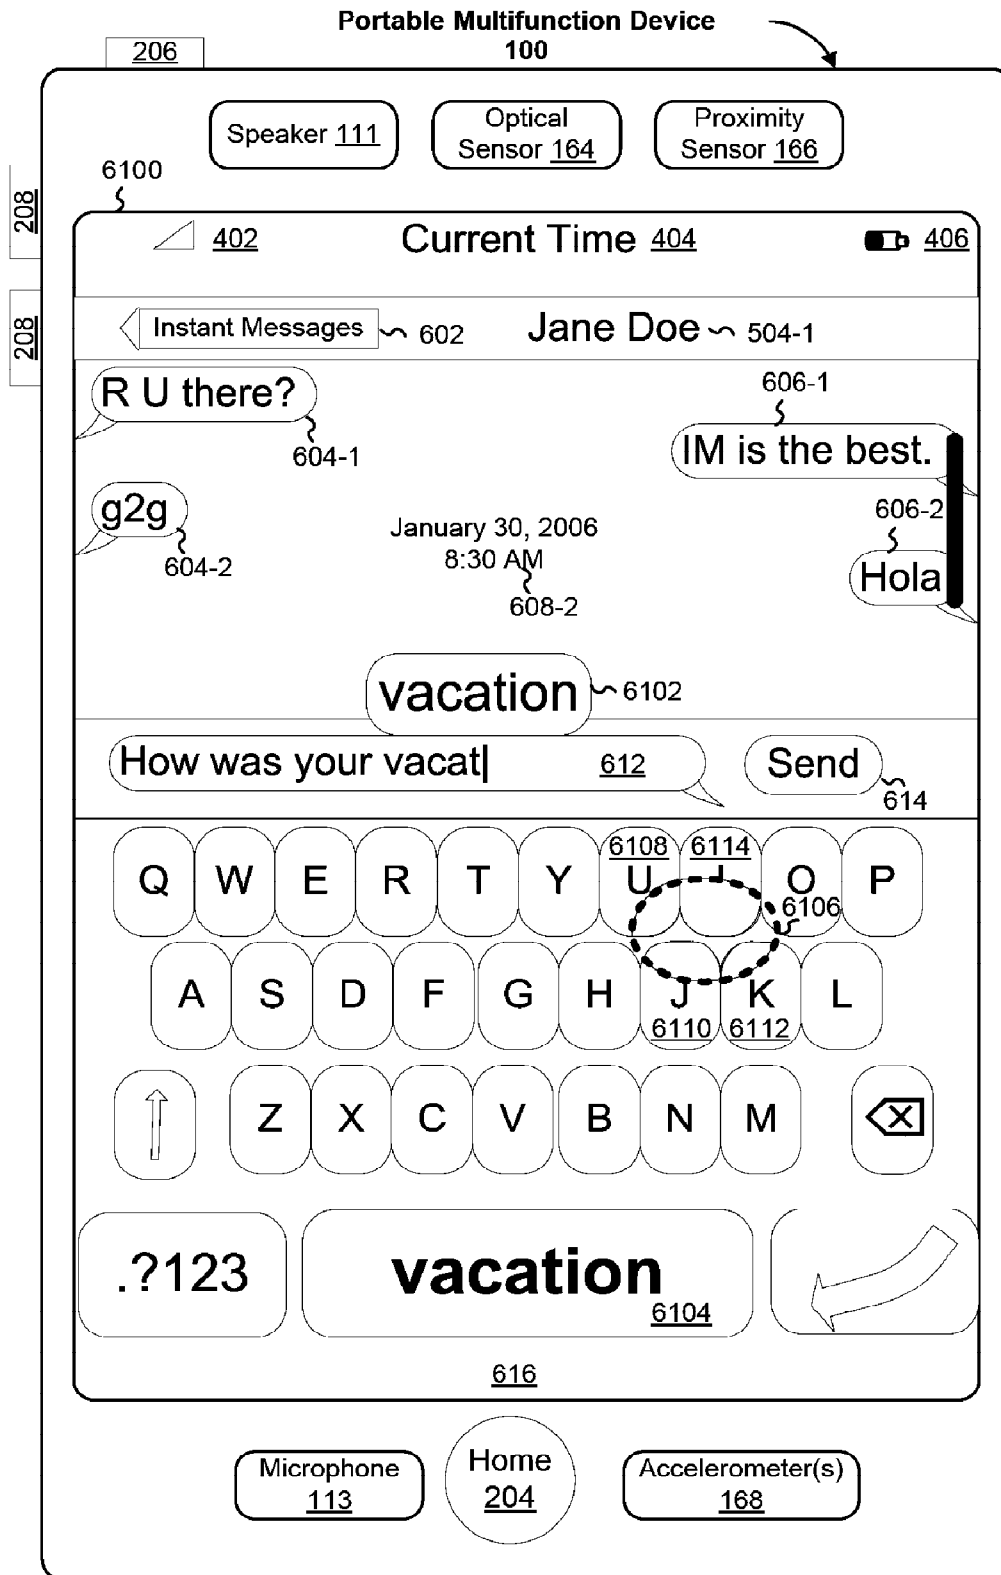 Portable Multifunction Device
100
206
Speaker 111
Optical
Sensor 164
Proximity
Sensor 166
6100
208
208
402
Current Time 404
406
Instant Messages
602
Jane Doe
504-1
R U there?
604-1
606-1
IM is the best.
g2g
604-2
January 30, 2006
8:30 AM
608-2
606-2
Hola
vacation
6102
How was your vacat
612
Send
614
6108
6114
Q W E R T Y U I O P
6106
A S D F G H J K L
6110
6112
Z X C V B N M
.?123
vacation
6104
616
Microphone
113
Home
204
Accelerometer(s)
168